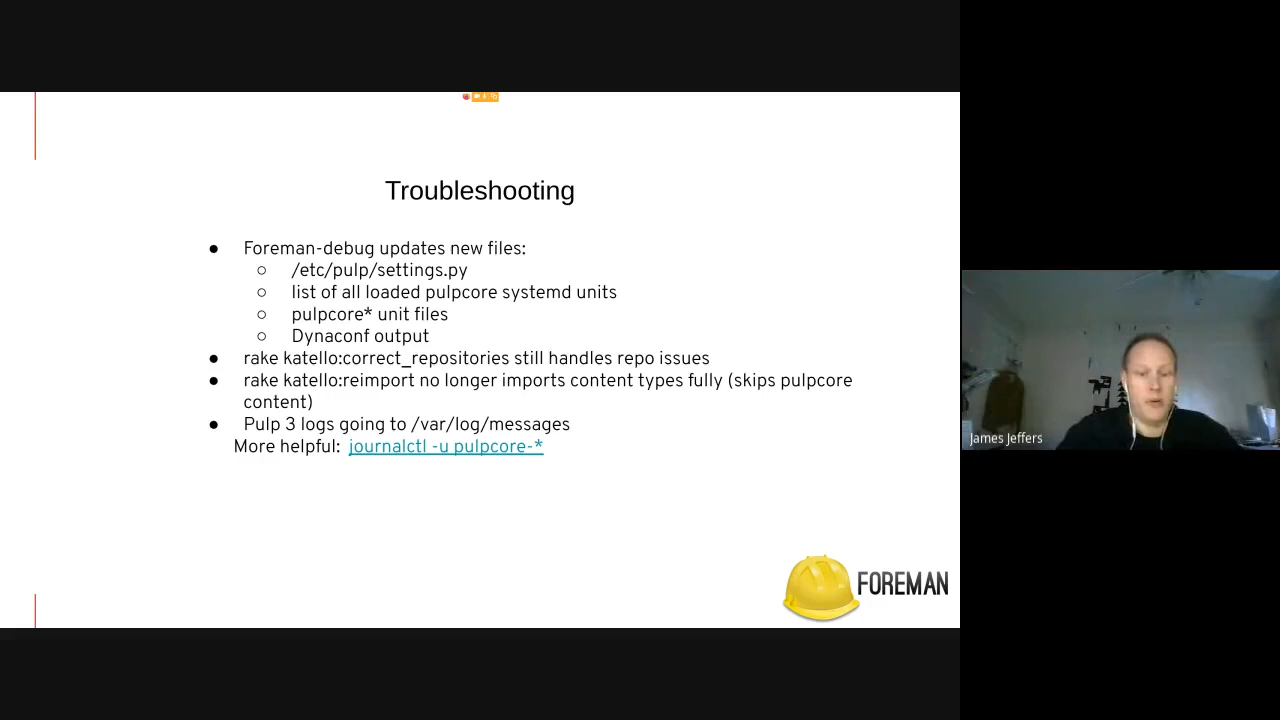 Troubleshooting
● Foreman-debug updates new files:
○ /etc/pulp/settings.py
○ list of all loaded pulpcore systemd units
○ pulpcore* unit files
○ Dynaconf output
● rake katello:correct_repositories still handles repo issues
● rake katello:reimport no longer imports content types fully (skips pulpcore
content)
● Pulp 3 logs going to /var/log/messages
More helpful: journalctl -u pulpcore-*
FOREMAN
James Jeffers